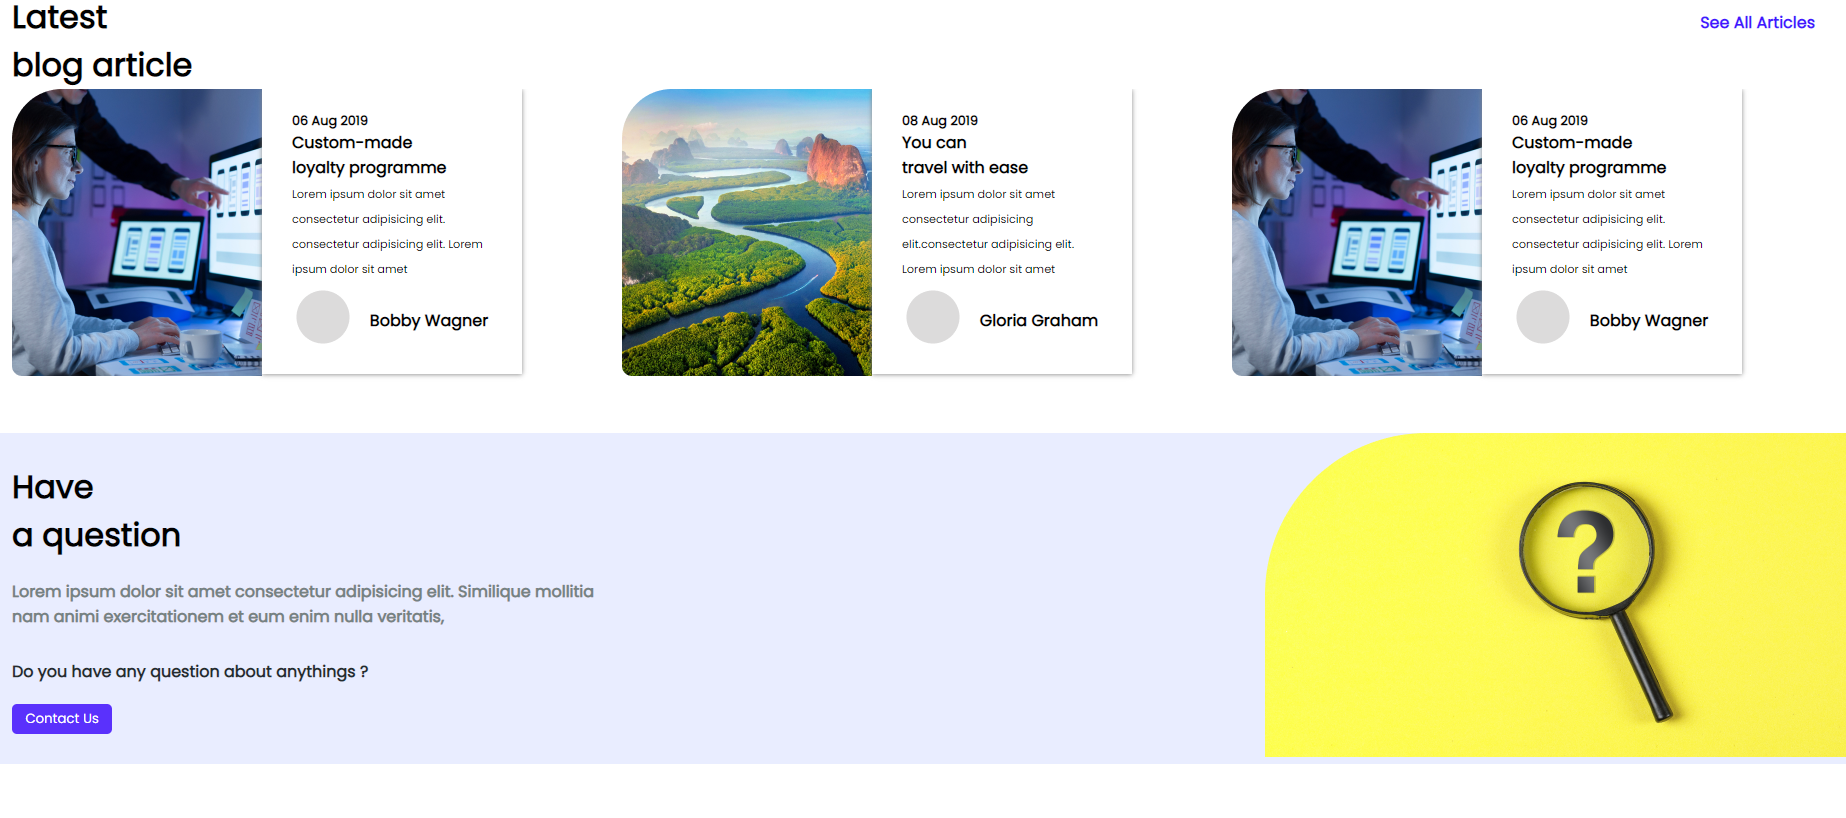 Latest
blog article
See All Articles
06 Aug 2019
Custom-made
loyalty programme
Lorem ipsum dolor sit amet
consectetur adipisicing elit.
consectetur adipisicing elit. Lorem
ipsum dolor sit amet
Bobby Wagner
08 Aug 2019
You can
travel with ease
Lorem ipsum dolor sit amet
consectetur adipisicing
elit.consectetur adipisicing elit.
Lorem ipsum dolor sit amet
Gloria Graham
06 Aug 2019
Custom-made
loyalty programme
Lorem ipsum dolor sit amet
consectetur adipisicing elit.
consectetur adipisicing elit. Lorem
ipsum dolor sit amet
Bobby Wagner
Have
a question
Lorem ipsum dolor sit amet consectetur adipisicing elit. Similique mollitia
nam animi exercitationem et eum enim nulla veritatis,
Do you have any question about anythings ?
Contact Us
?